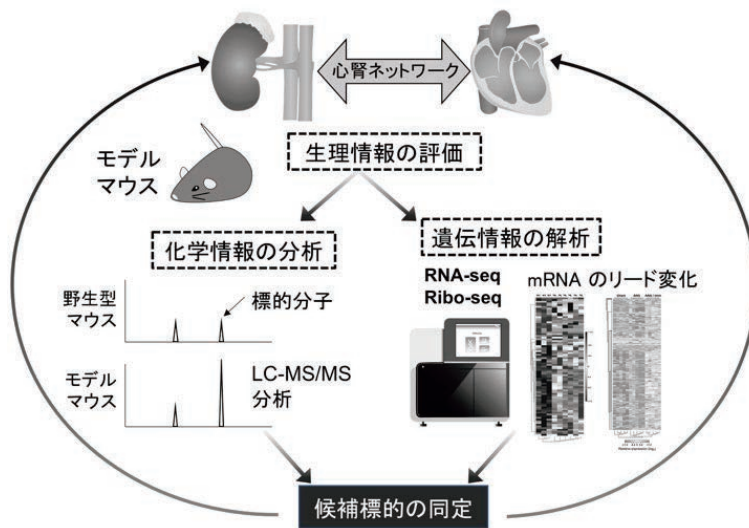 心腎ネットワーク
モデル
マウス
生理情報の評価
化学情報の分析
遺伝情報の解析
野生型
マウス
標的分子
モデル
マウス
LC-MS/MS
分析
RNA-seq
Ribo-seq
mRNA のリード変化
候補標的の同定